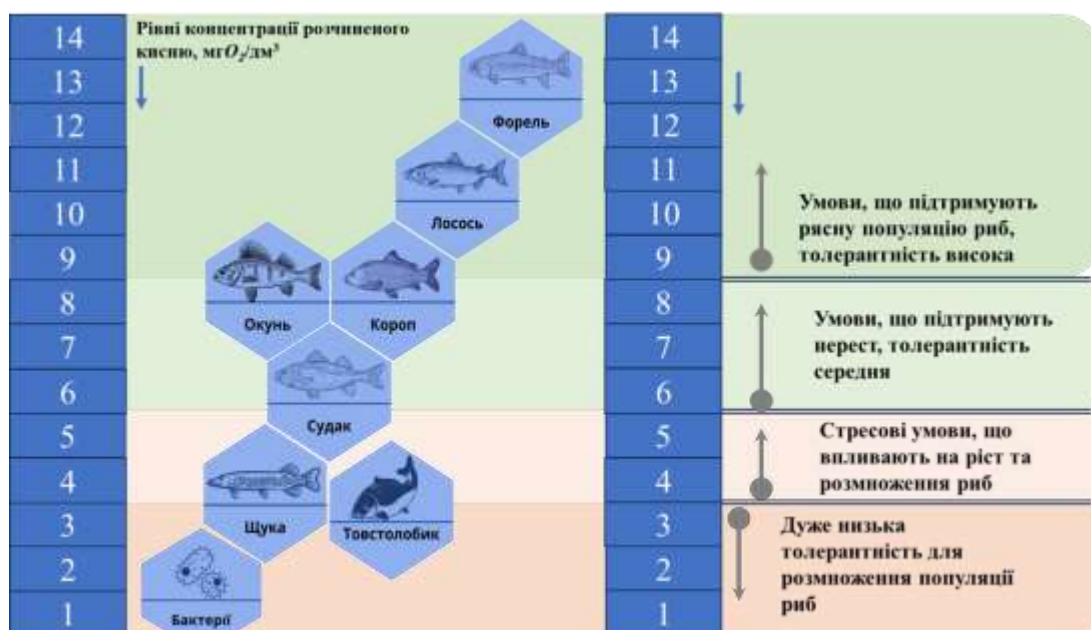 14
13
12
11
10
9
8
7
6
5
4
3
2
1
Рівні концентрації розчиненого
кисню, мгO₂/дм³
Форель
Лосось
Окунь
Короп
Судак
Щука
Товстолобик
Бактерії
14
13
12
11
10
9
8
7
6
5
4
3
2
1
Умови, що підтримують
рясну популяцію риб,
толерантність висока
Умови, що підтримують
нерест, толерантність
середня
Стресові умови, що
впливають на ріст та
розмноження риб
Дуже низька
толерантність для
розмноження популяції
риб